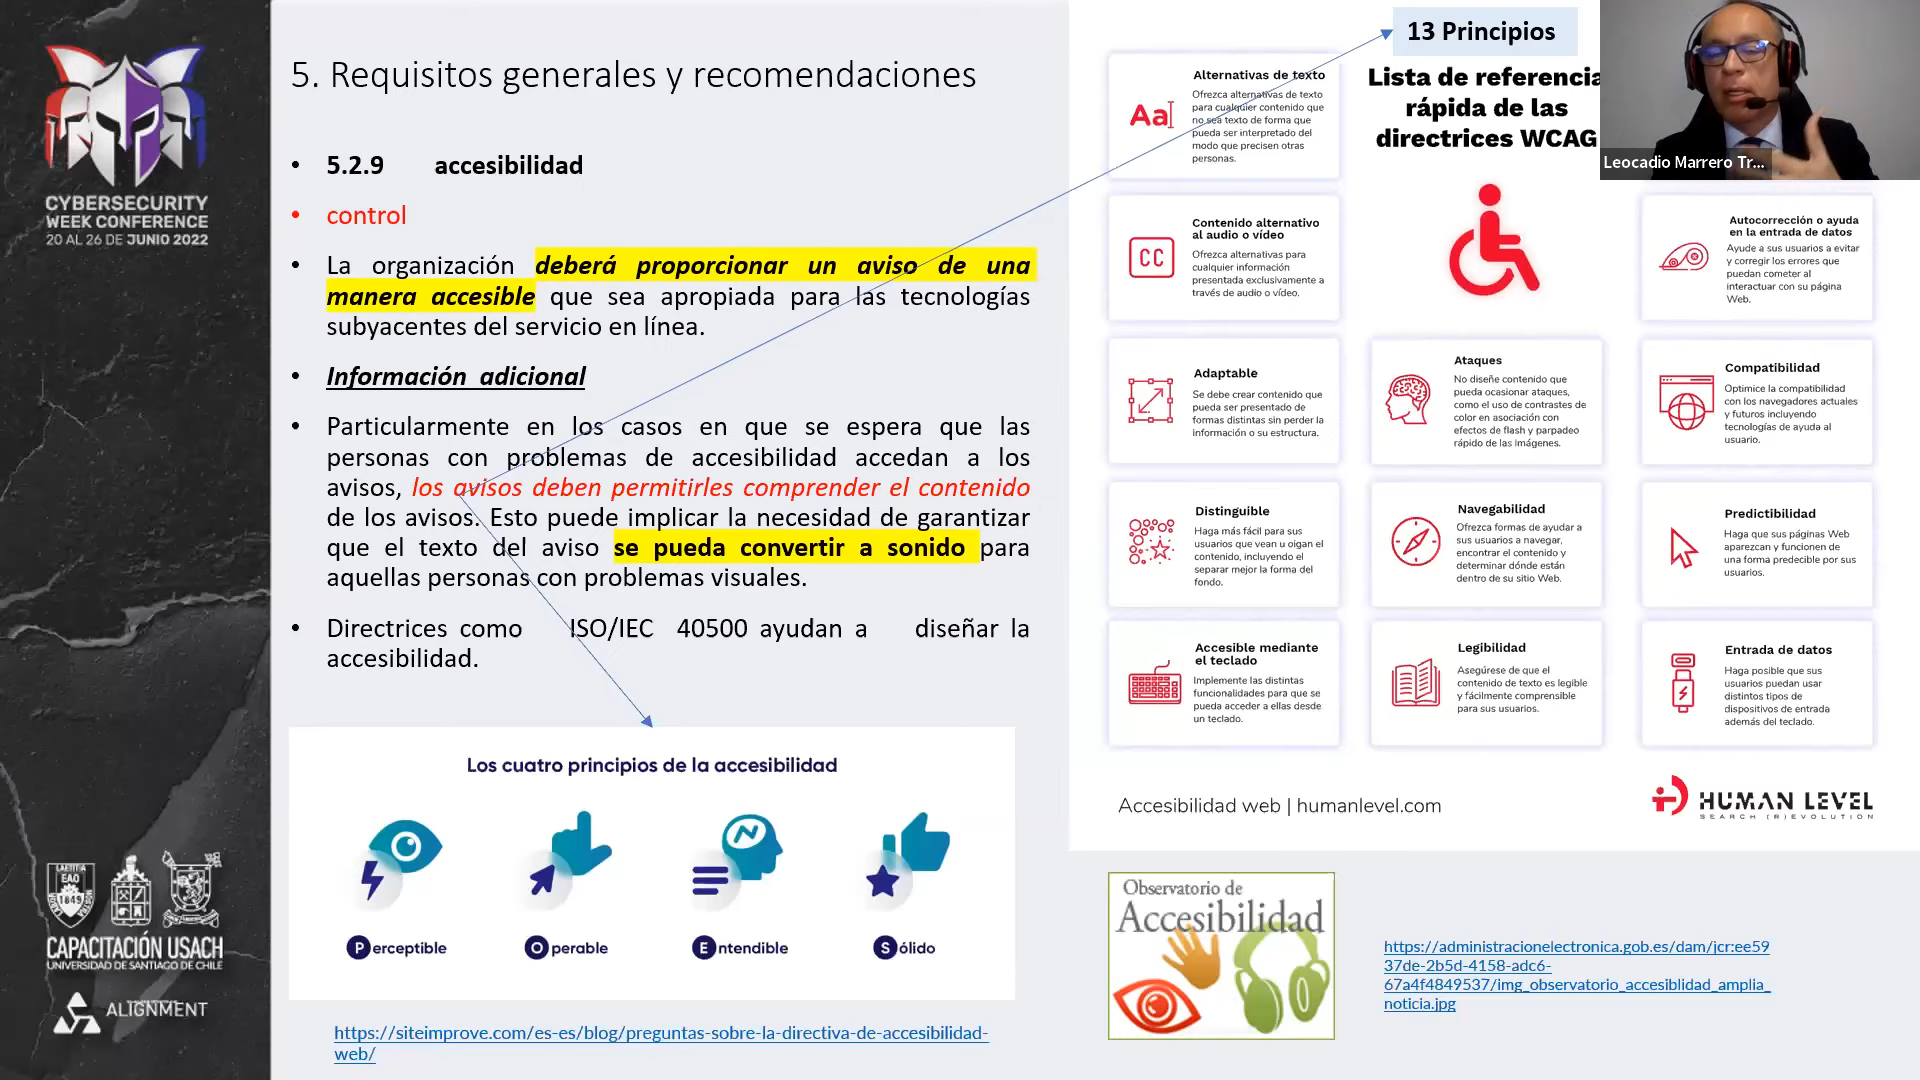 CYBERSECURITY
WEEK CONFERENCE
20 AL 26 DE JUNIO 2022
LAETITIA
EAO
1849
CAPACITACIÓN USACH
UNIVERSIDAD DE SANTIAGO DE CHILE
ALIGNMENT
5. Requisitos generales y recomendaciones
• 5.2.9 accesibilidad
• control
• La organización deberá proporcionar un aviso de una
manera accesible que sea apropiada para las tecnologías
subyacentes del servicio en línea.
• Información adicional
• Particularmente en los casos en que se espera que las
personas con problemas de accesibilidad accedan a los
avisos, los avisos deben permitirles comprender el contenido
de los avisos. Esto puede implicar la necesidad de garantizar
que el texto del aviso se pueda convertir a sonido para
aquellas personas con problemas visuales.
• Directrices como ISO/IEC 40500 ayudan a diseñar la
accesibilidad.
Los cuatro principios de la accesibilidad
Perceptible
Operable
Entendible
Sólido
https://siteimprove.com/es-es/blog/preguntas-sobre-la-directiva-de-accesibilidad-
web/
13 Principios
Lista de referencia
rápida de las
directrices WCAG
Leocadio Marrero Tr...
Aa
Alternativas de texto
Ofrezca alternativas de texto
para cualquier contenido que
no sea texto de forma que
pueda ser interpretado del
modo que precisen otras
personas.
CC
Contenido alternativo
al audio o vídeo
Ofrezca alternativas para
cualquier información
presentada exclusivamente a
través de audio o vídeo.
Autocorrección o ayuda
en la entrada de datos
Ayude a sus usuarios a evitar
y corregir los errores que
puedan cometer al
interactuar con su página
Web.
Adaptable
Se debe crear contenido que
pueda ser presentado de
formas distintas sin perder la
información o su estructura.
Ataques
No diseñe contenido que
pueda ocasionar ataques,
como el uso de contrastes de
color en asociación con
efectos de flash y parpadeo
rápido de las imágenes.
Compatibilidad
Optimice la compatibilidad
con los navegadores actuales
y futuros incluyendo
tecnologías de ayuda al
usuario.
Distinguible
Haga más fácil para sus
usuarios que vean u oigan el
contenido, incluyendo el
separar mejor la forma del
fondo.
Navegabilidad
Ofrezca formas de ayudar a
sus usuarios a navegar,
encontrar el contenido y
determinar dónde están
dentro de su sitio Web.
Predictibilidad
Haga que sus páginas Web
aparezcan y funcionen de
una forma predecible por sus
usuarios.
Accesible mediante
el teclado
Implemente las distintas
funcionalidades para que se
pueda acceder a ellas desde
un teclado.
Legibilidad
Asegúrese de que el
contenido de texto es legible
y fácilmente comprensible
para sus usuarios.
Entrada de datos
Haga posible que sus
usuarios puedan usar
distintos tipos de
dispositivos de entrada
además del teclado.
Accesibilidad web | humanlevel.com
HUMAN LEVEL
SEARCH (R)EVOLUTION
Observatorio de
Accesibilidad
https://administracionelectronica.gob.es/dam/jcr:ee59
37de-2b5d-4158-adc6-
67a4f4849537/img_observatorio_accesiblidad_amplia_
noticia.jpg